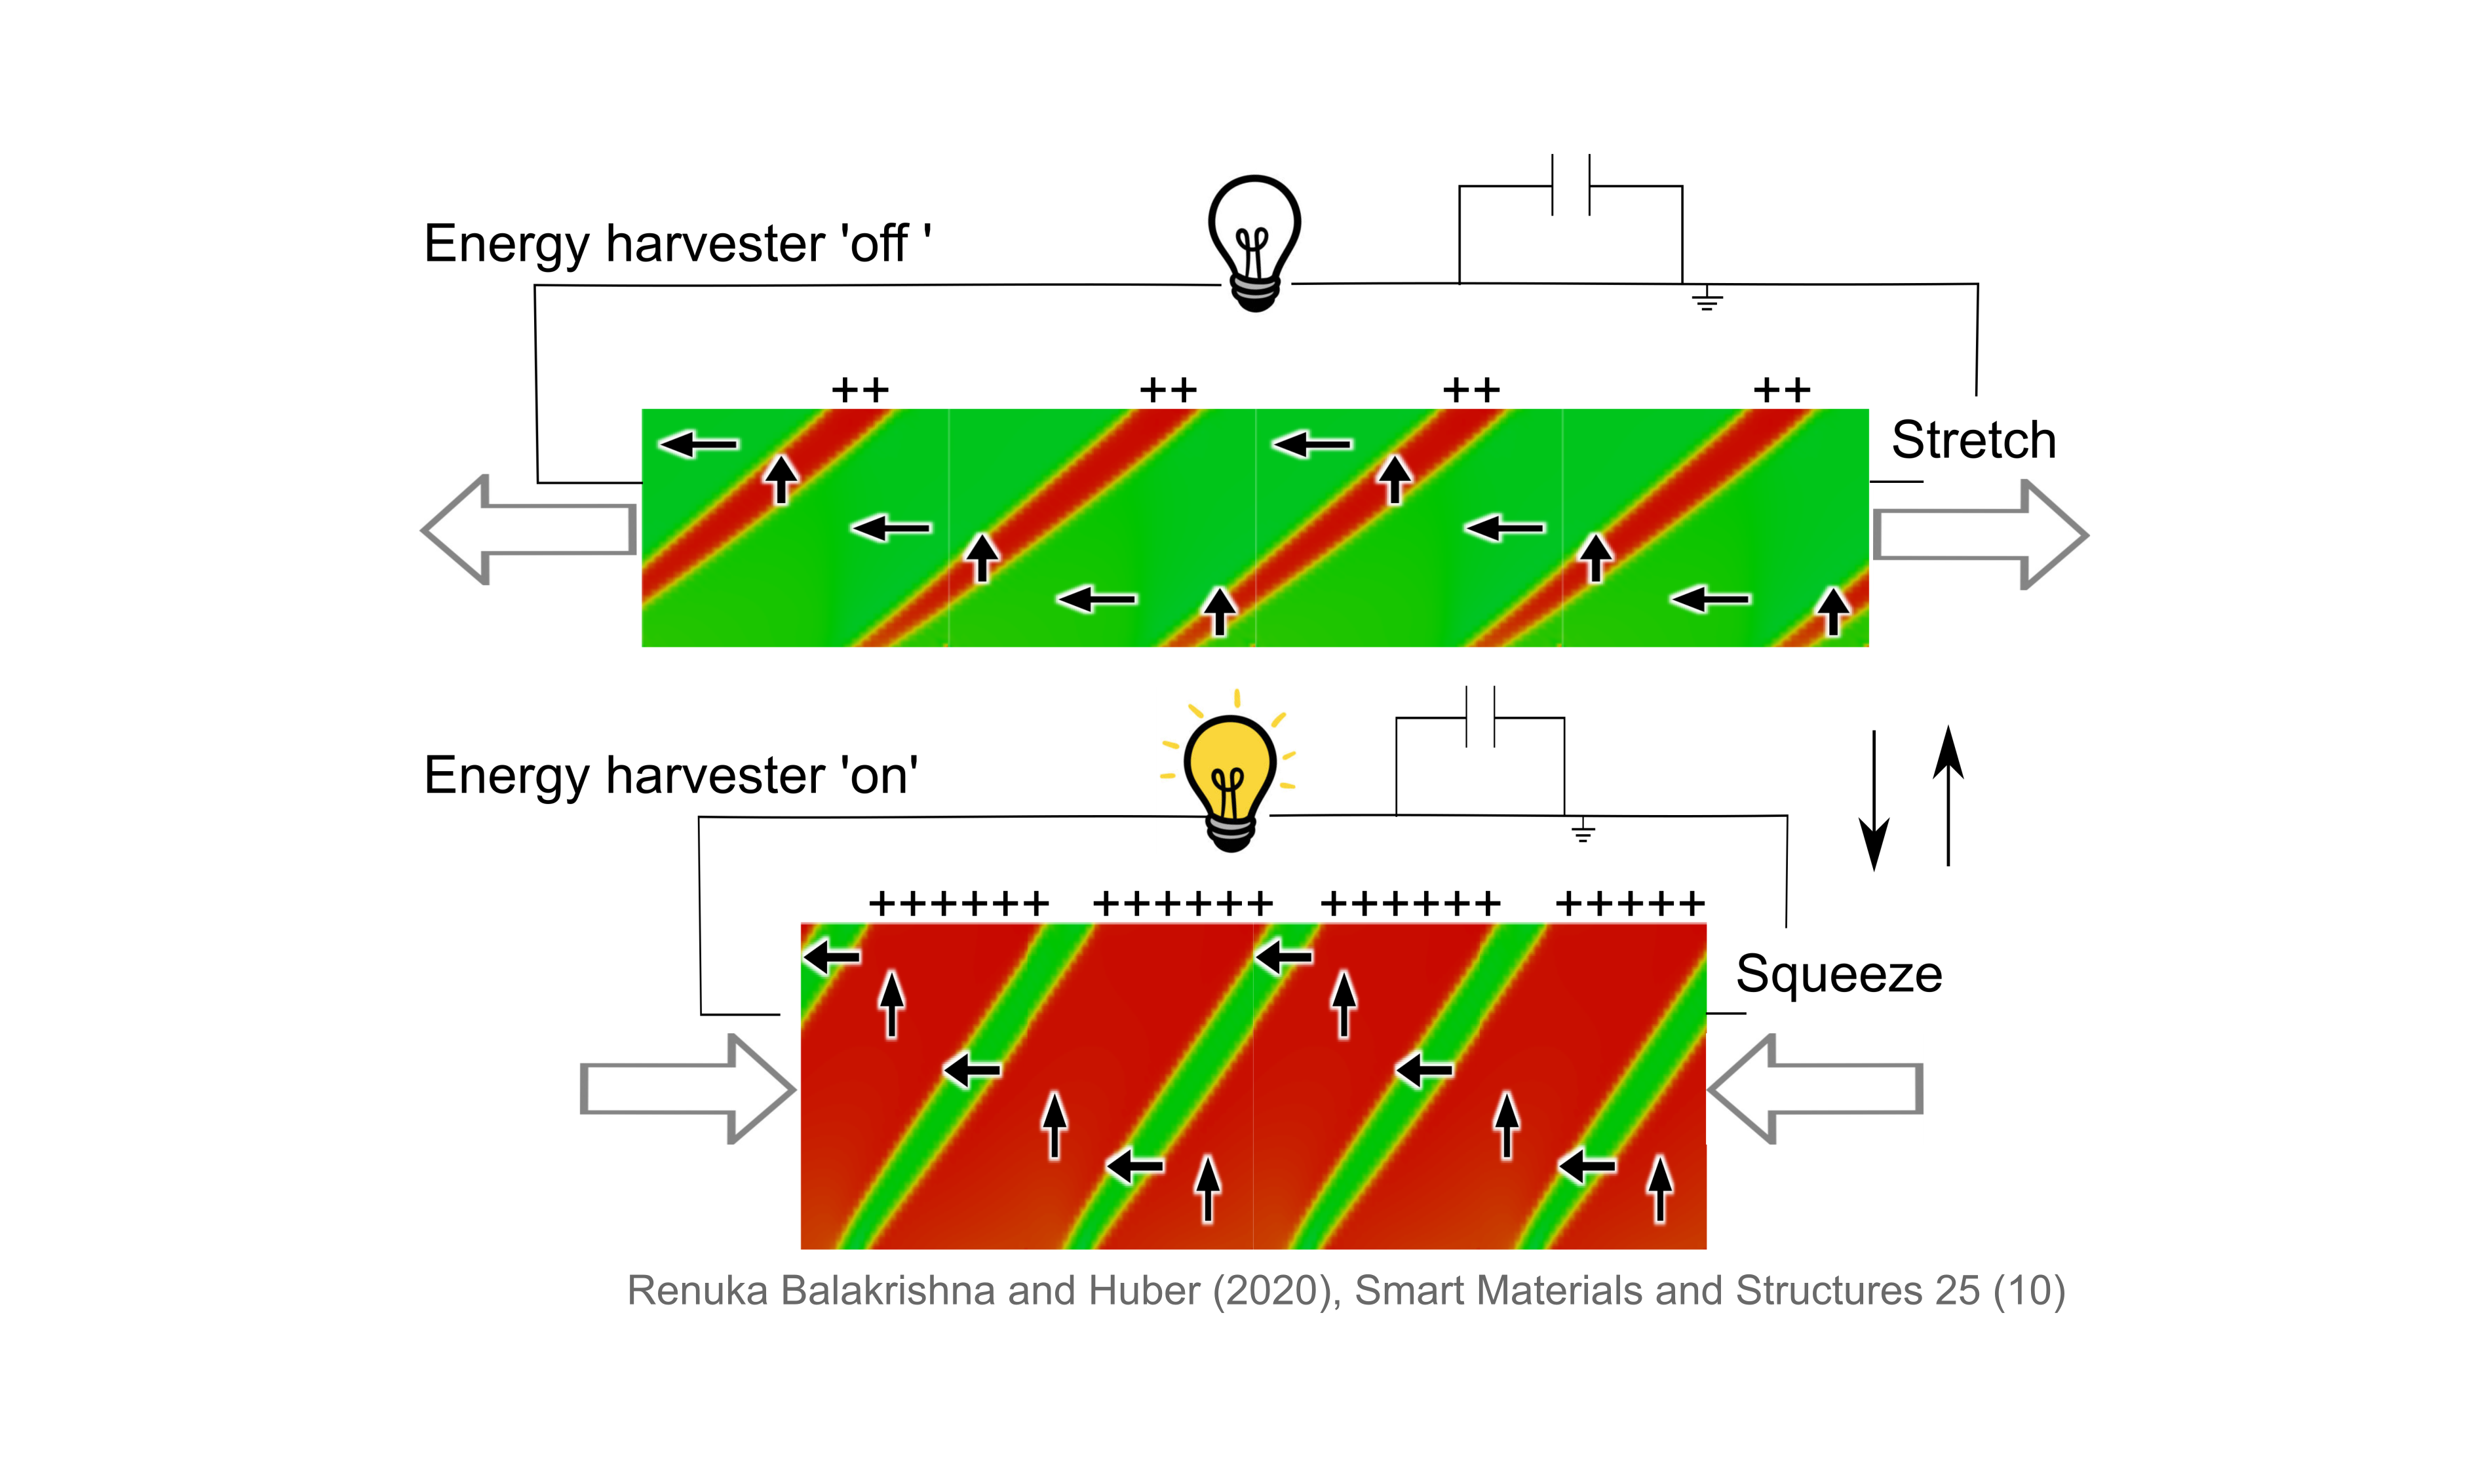 Energy harvester 'off '
++ ++ ++ ++
Stretch
Energy harvester 'on'
++++++ ++++++ ++++++ +++++
Squeeze
Renuka Balakrishna and Huber (2020), Smart Materials and Structures 25 (10)